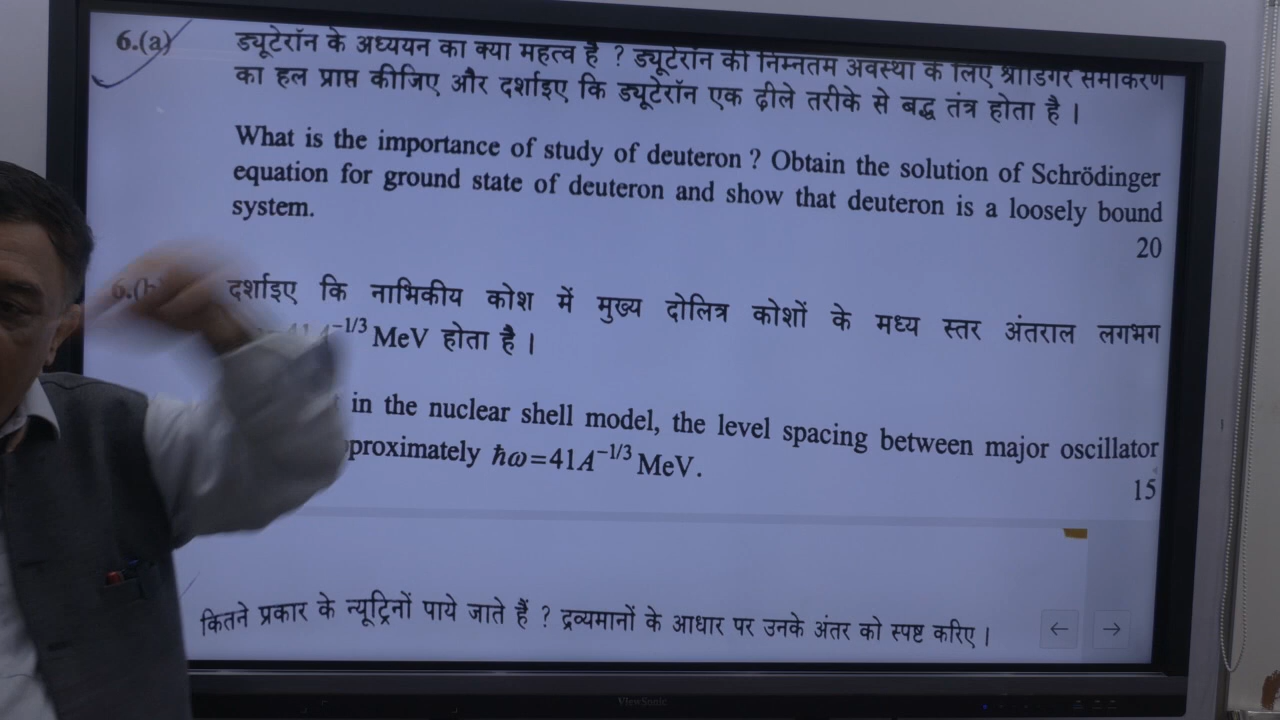 6.(a) ड्यूटेरॉन के अध्ययन का क्या महत्व है ? ड्यूटेरॉन की निम्नतम अवस्था के लिए श्रोडिंगर समीकरण
का हल प्राप्त कीजिए और दर्शाइए कि ड्यूटेरॉन एक ढ़ीले तरीके से बद्ध तंत्र होता है ।
What is the importance of study of deuteron ? Obtain the solution of Schrödinger
equation for ground state of deuteron and show that deuteron is a loosely bound
system.
20
दर्शाइए कि नाभिकीय कोश में मुख्य दोलित्र कोशों के मध्य स्तर अंतराल लगभग
−1/3 MeV होता है ।
in the nuclear shell model, the level spacing between major oscillator
ħω=41A−1/3 MeV.
15
कितने प्रकार के न्यूट्रिनों पाये जाते हैं ? द्रव्यमानों के आधार पर उनके अंतर को स्पष्ट करिए ।
ViewSonic